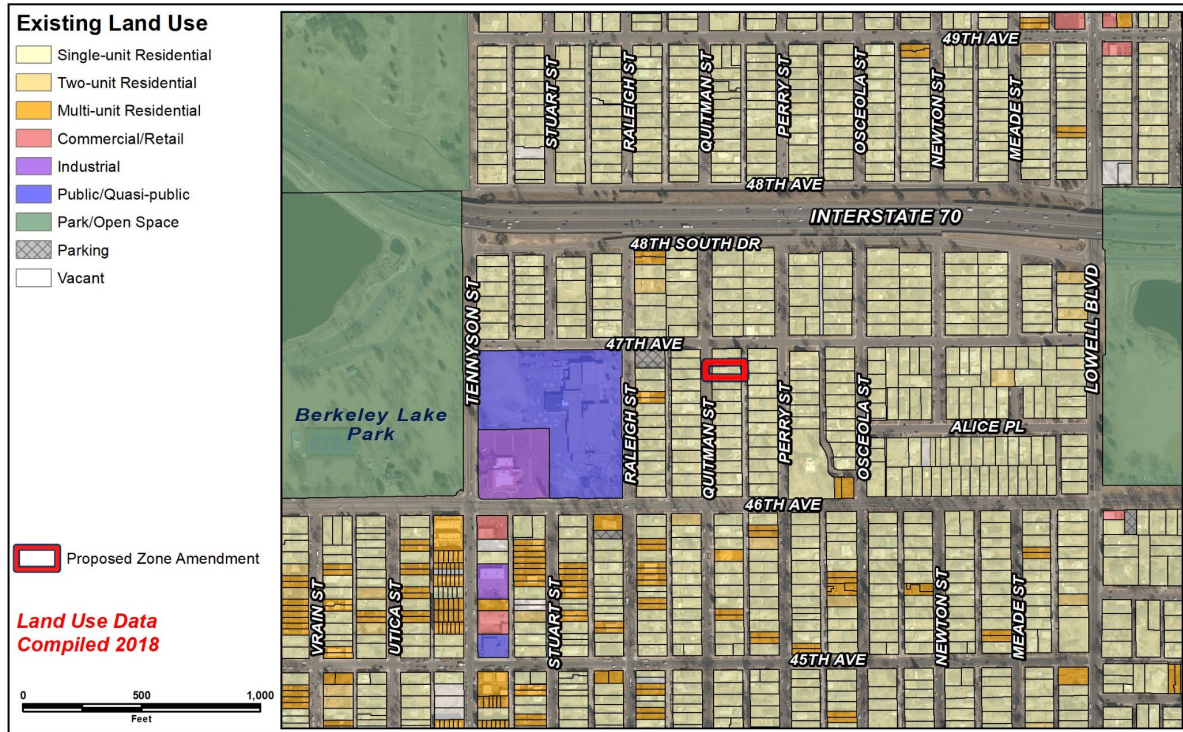 Existing Land Use
Single-unit Residential
Two-unit Residential
Multi-unit Residential
Commercial/Retail
Industrial
Public/Quasi-public
Park/Open Space
Parking
Vacant
Proposed Zone Amendment
Land Use Data
Compiled 2018
0 500 1,000
Feet
49TH AVE
STUART ST
RALEIGH ST
QUITMAN ST
PERRY ST
OSCEOLA ST
NEWTON ST
MEADE ST
48TH AVE
INTERSTATE 70
48TH SOUTH DR
TENNYSON ST
LOWELL BLVD
47TH AVE
Berkeley Lake
Park
RALEIGH ST
QUITMAN ST
PERRY ST
OSCEOLA ST
ALICE PL
46TH AVE
VRAIN ST
UTICA ST
STUART ST
NEWTON ST
MEADE ST
45TH AVE